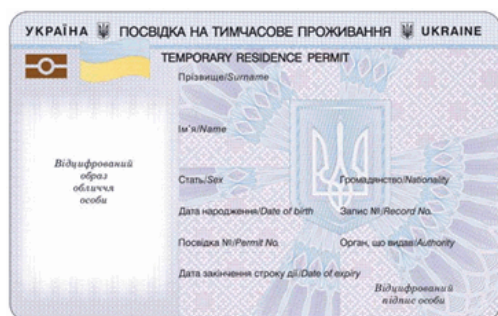 УКРАЇНА ПОСВІДКА НА ТИМЧАСОВЕ ПРОЖИВАННЯ UKRAINE
TEMPORARY RESIDENCE PERMIT
Прізвище/Surname
Ім'я/Name
Відцифрований
образ
обличчя
особи
Стать/Sex Громадянство/Nationality
Дата народження/Date of birth Запис №/Record No.
Посвідка №/Permit No. Орган, що видав/Authority
Дата закінчення строку дії/Date of expiry
Відцифрований
підпис особи